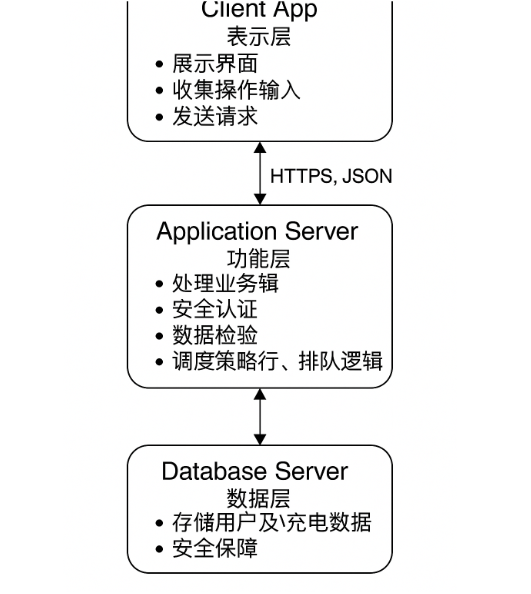 Client App
表示层
• 展示界面
• 收集操作输入
• 发送请求
HTTPS, JSON
Application Server
功能层
• 处理业务辑
• 安全认证
• 数据检验
• 调度策略行、排队逻辑
Database Server
数据层
• 存储用户及\充电数据
• 安全保障